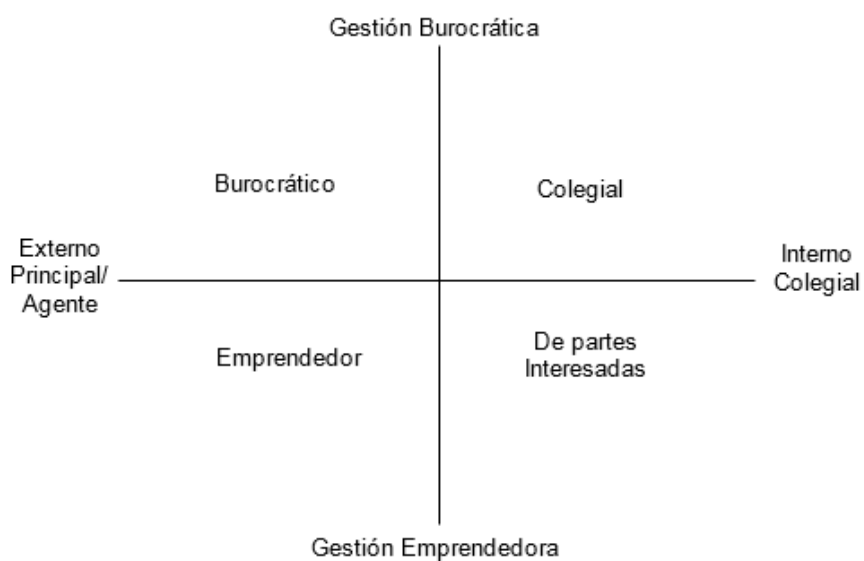 Gestión Burocrática
Burocrático
Colegial
Externo
Principal/
Agente
Interno
Colegial
Emprendedor
De partes
Interesadas
Gestión Emprendedora